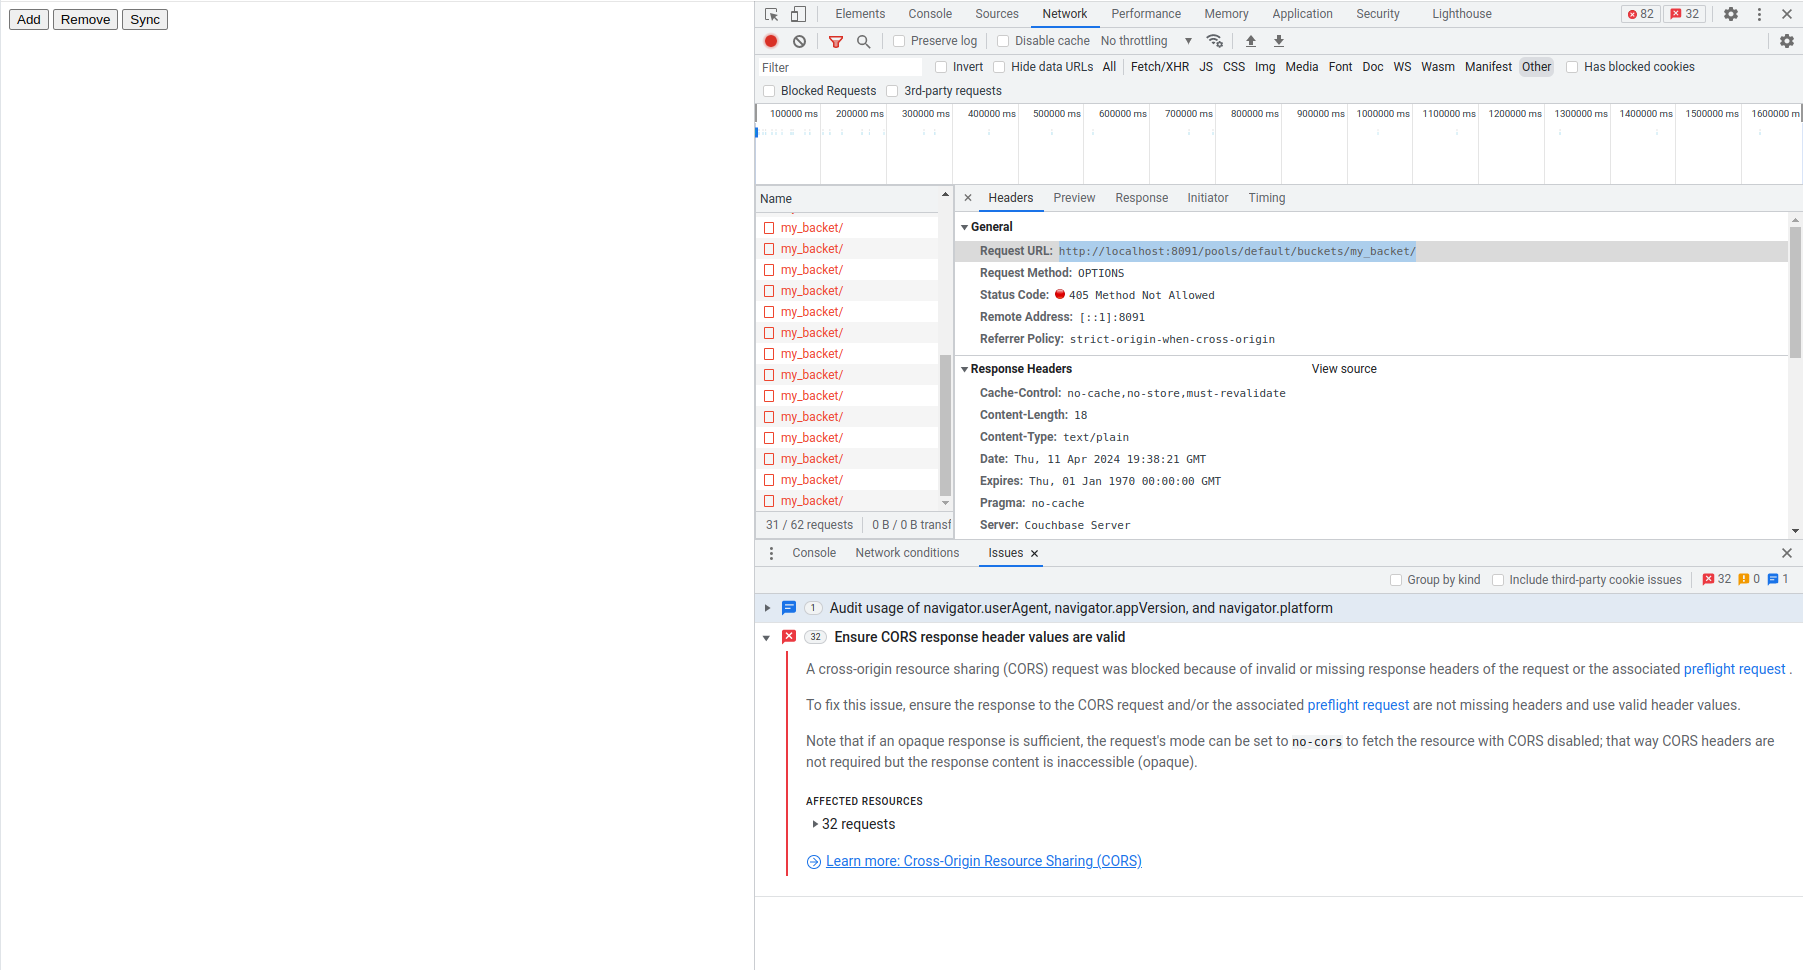 Add Remove Sync
Elements Console Sources Network Performance Memory Application Security Lighthouse 82 32
Preserve log Disable cache No throttling
Filter Invert Hide data URLs All Fetch/XHR JS CSS Img Media Font Doc WS Wasm Manifest Other Has blocked cookies
Blocked Requests 3rd-party requests
100000 ms 200000 ms 300000 ms 400000 ms 500000 ms 600000 ms 700000 ms 800000 ms 900000 ms 1000000 ms 1100000 ms 1200000 ms 1300000 ms 1400000 ms 1500000 ms 1600000 m
Name
my_backet/
my_backet/
my_backet/
my_backet/
my_backet/
my_backet/
my_backet/
my_backet/
my_backet/
my_backet/
my_backet/
my_backet/
my_backet/
my_backet/
31 / 62 requests 0 B / 0 B transf
Headers Preview Response Initiator Timing
General
Request URL: http://localhost:8091/pools/default/buckets/my_backet/
Request Method: OPTIONS
Status Code: 405 Method Not Allowed
Remote Address: [::1]:8091
Referrer Policy: strict-origin-when-cross-origin
Response Headers View source
Cache-Control: no-cache,no-store,must-revalidate
Content-Length: 18
Content-Type: text/plain
Date: Thu, 11 Apr 2024 19:38:21 GMT
Expires: Thu, 01 Jan 1970 00:00:00 GMT
Pragma: no-cache
Server: Couchbase Server
Console Network conditions Issues
Group by kind Include third-party cookie issues 32 0 1
1 Audit usage of navigator.userAgent, navigator.appVersion, and navigator.platform
32 Ensure CORS response header values are valid
A cross-origin resource sharing (CORS) request was blocked because of invalid or missing response headers of the request or the associated preflight request .
To fix this issue, ensure the response to the CORS request and/or the associated preflight request are not missing headers and use valid header values.
Note that if an opaque response is sufficient, the request's mode can be set to no-cors to fetch the resource with CORS disabled; that way CORS headers are
not required but the response content is inaccessible (opaque).
AFFECTED RESOURCES
32 requests
Learn more: Cross-Origin Resource Sharing (CORS)